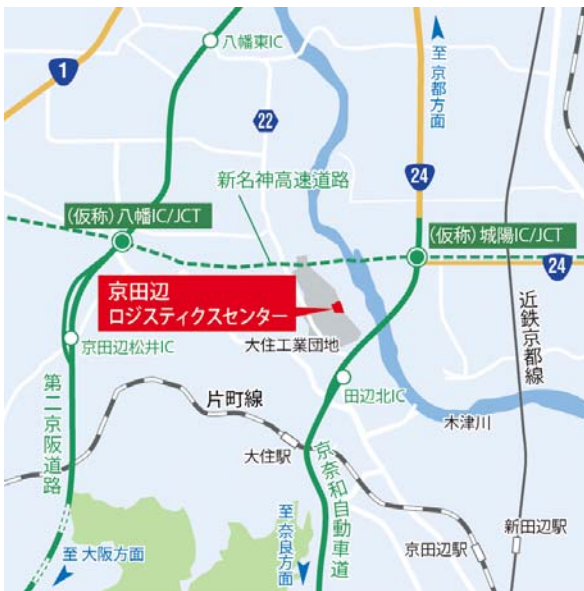 八幡東IC
1
至 京都方面
22
24
新名神高速道路
(仮称)八幡IC/JCT
(仮称)城陽IC/JCT
24
京田辺
ロジスティクスセンター
近鉄京都線
京田辺松井IC
大住工業団地
田辺北IC
第二京阪道路
片町線
木津川
大住駅
京奈和自動車道
至 奈良方面
新田辺駅
京田辺駅
至 大阪方面